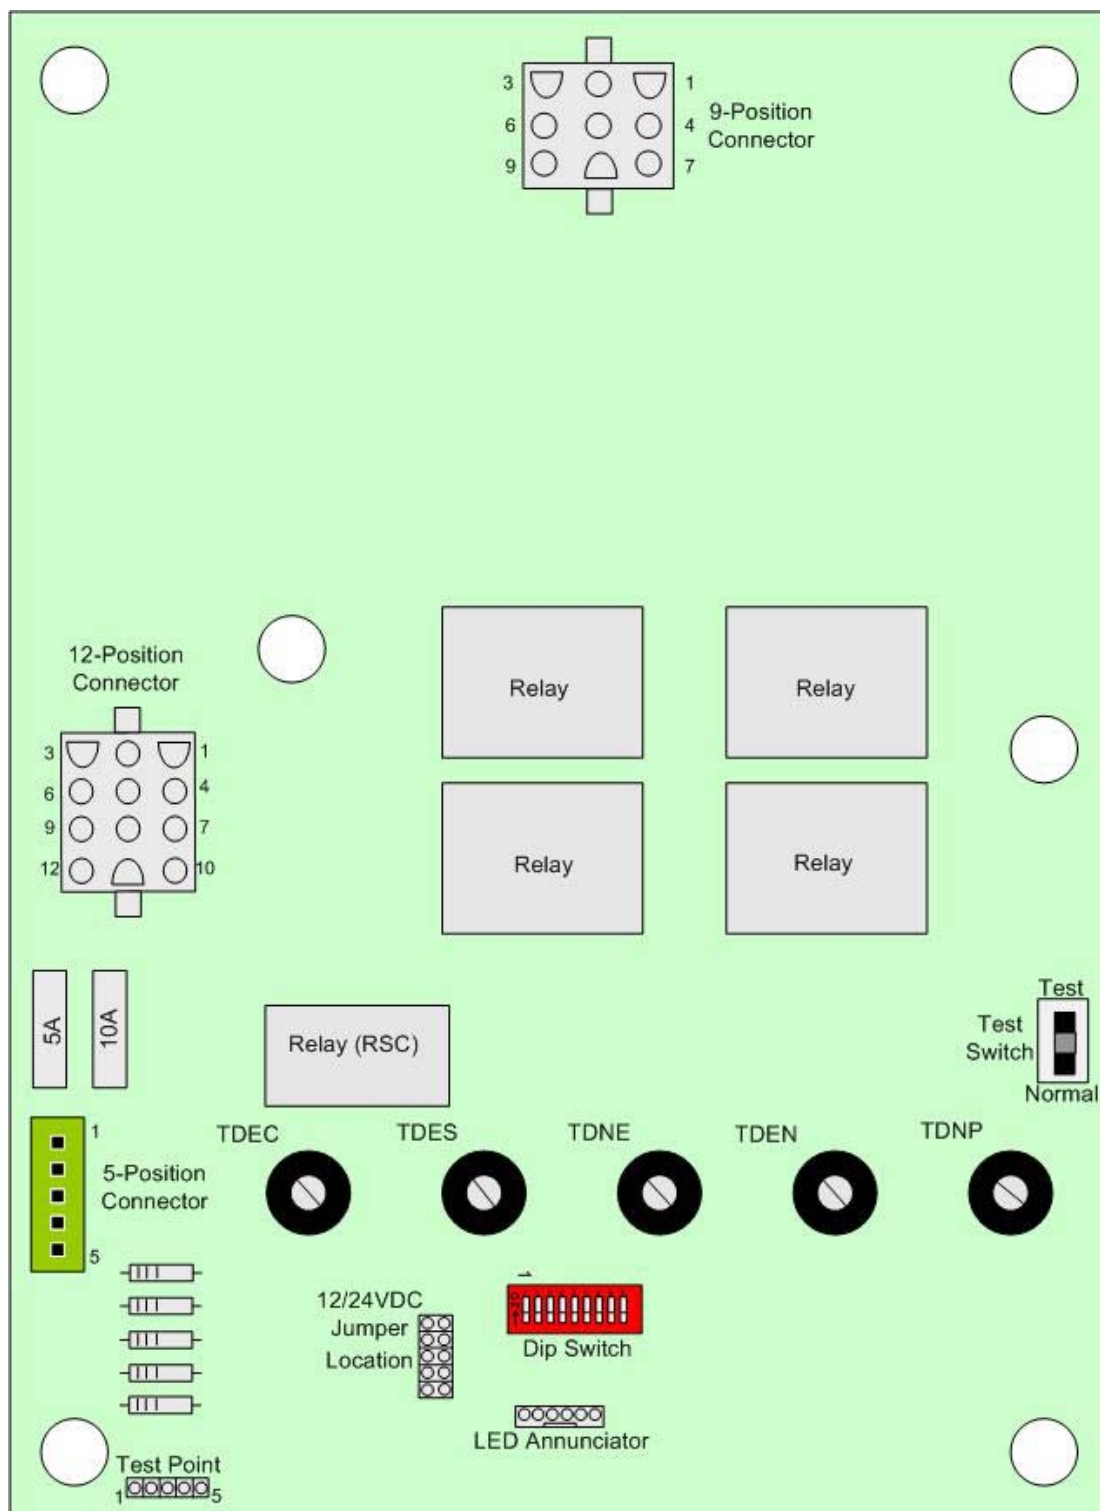 3
1
6
4
9
7
9-Position
Connector
12-Position
Connector
3
1
6
4
9
7
12
10
Relay
Relay
Relay
Relay
5A
10A
Relay (RSC)
Test
Test
Switch
Normal
1
5-Position
Connector
5
TDEC
TDES
TDNE
TDEN
TDNP
12/24VDC
Jumper
Location
1
Dip Switch
LED Annunciator
Test Point
1
5